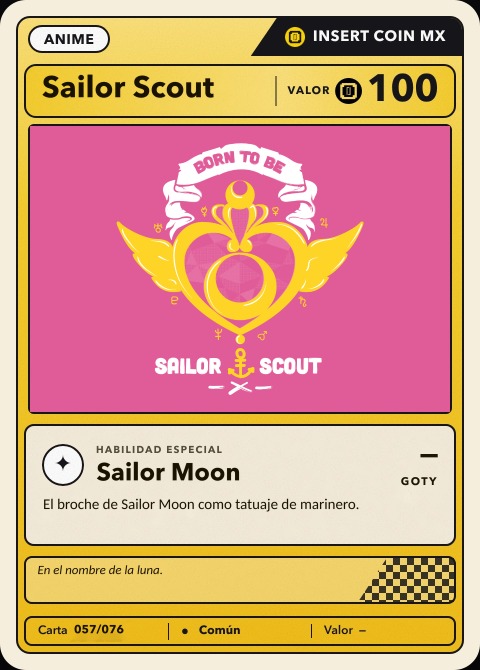 ANIME
INSERT COIN MX
Sailor Scout
VALOR 100
BORN TO BE
SAILOR SCOUT
HABILIDAD ESPECIAL
Sailor Moon
—
GOTY
El broche de Sailor Moon como tatuaje de marinero.
En el nombre de la luna.
Carta 057/076 • Común Valor —